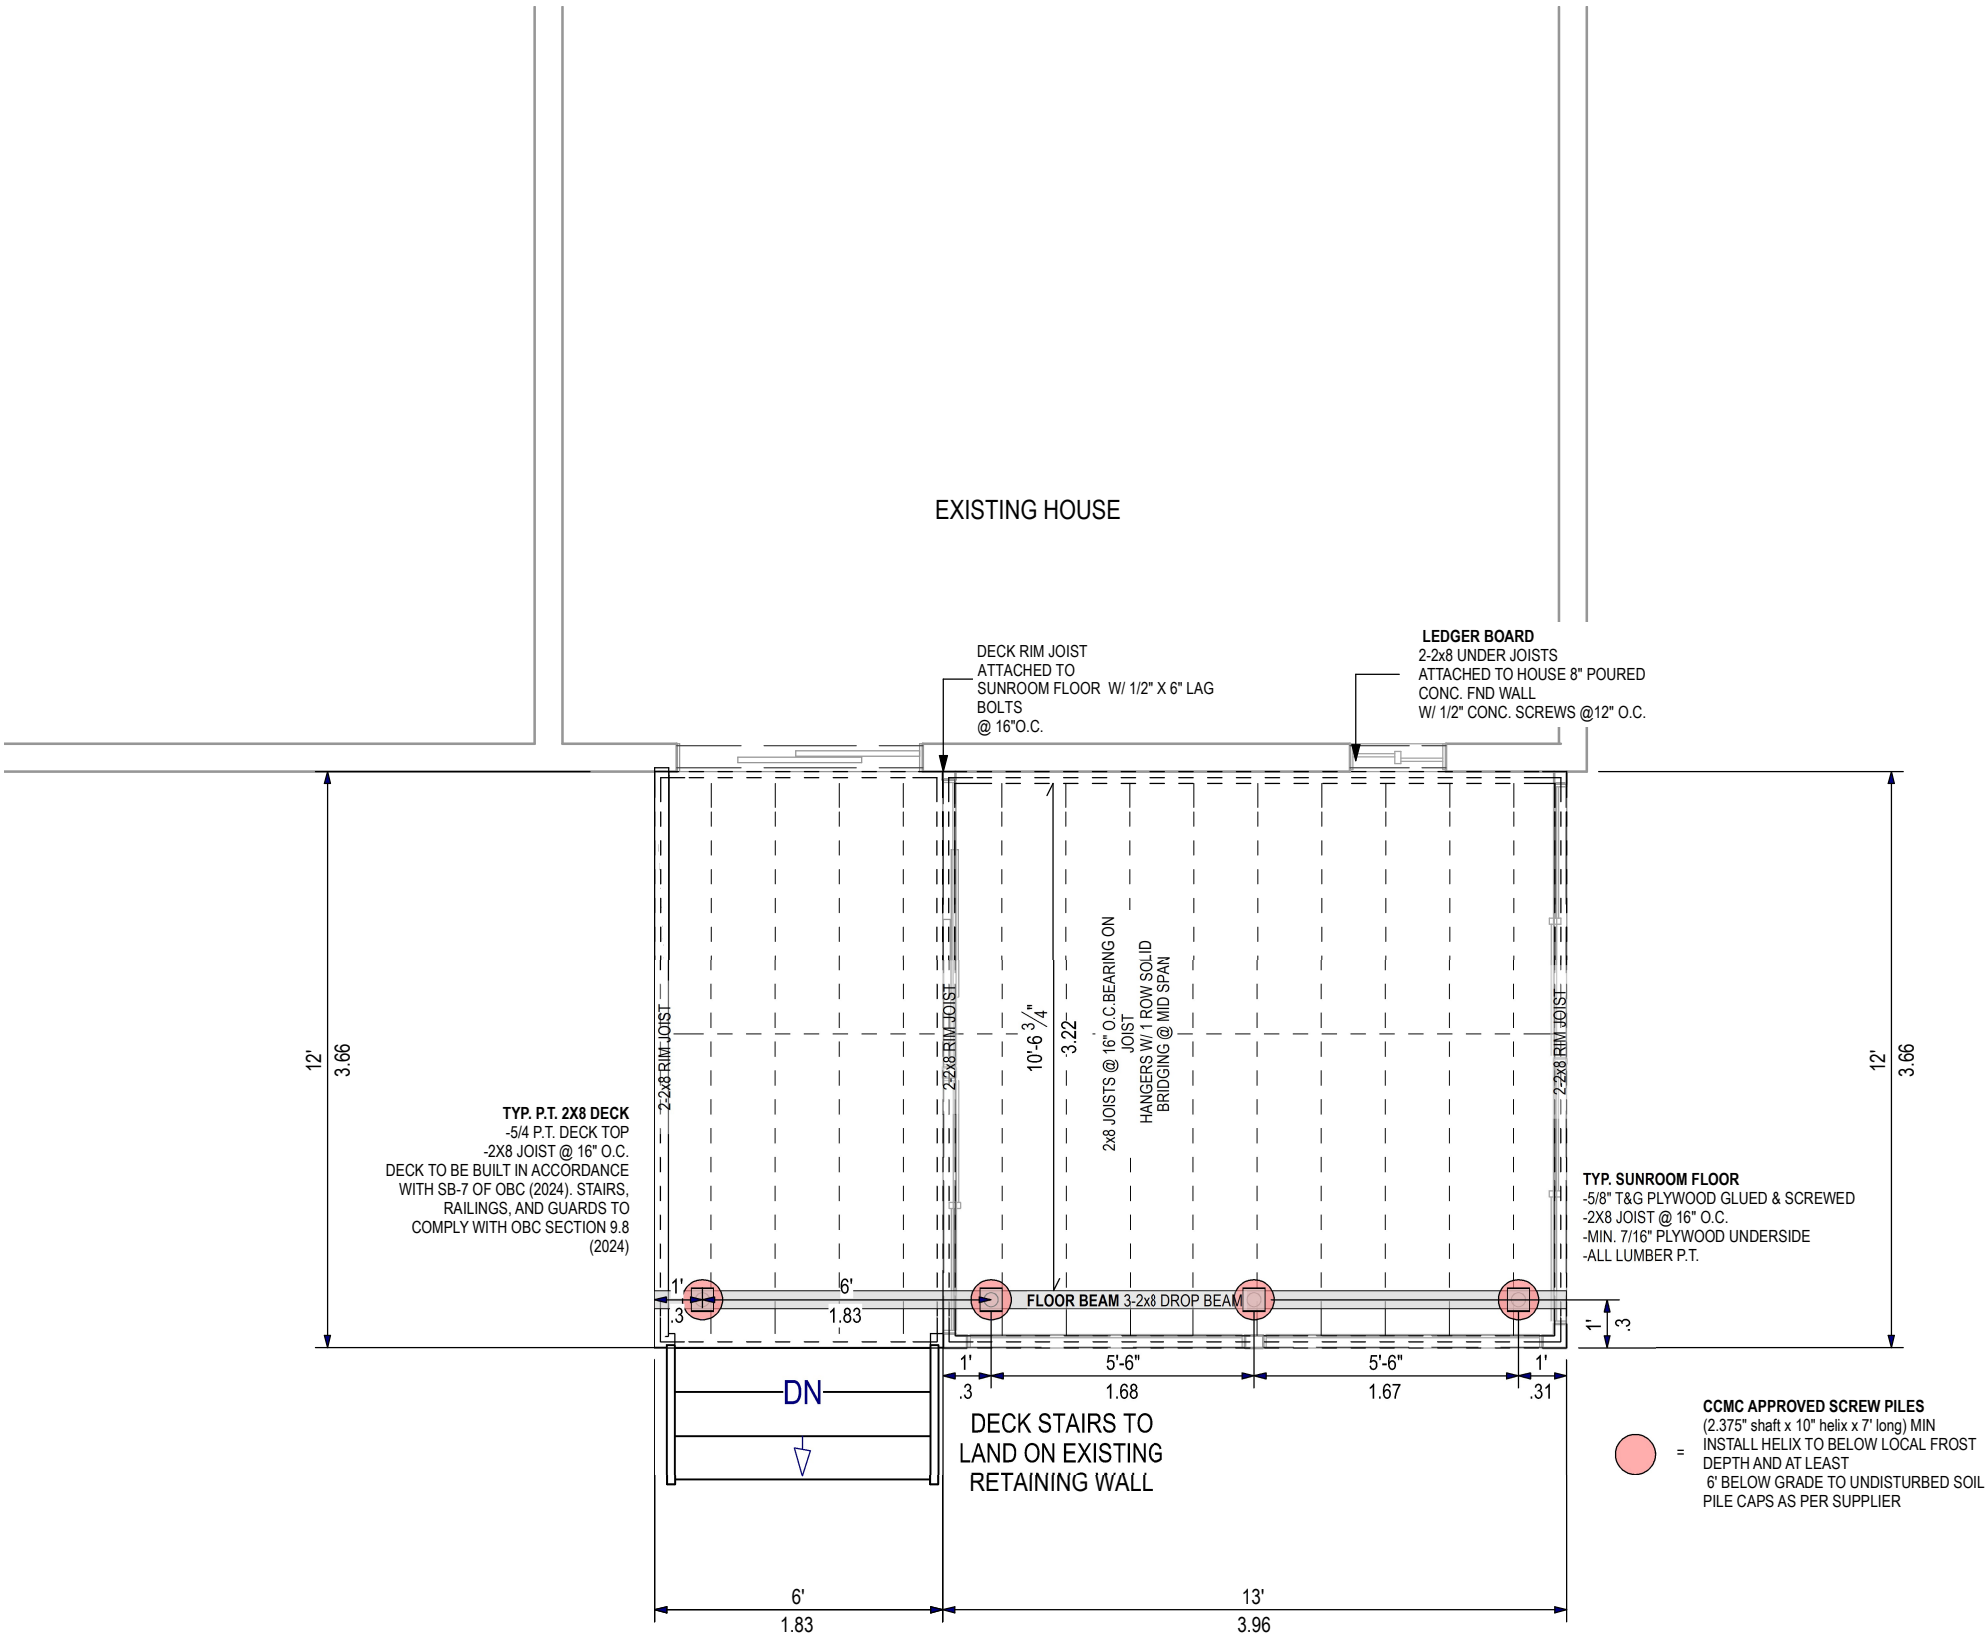 EXISTING HOUSE
DECK RIM JOIST
ATTACHED TO
SUNROOM FLOOR W/ 1/2" X 6" LAG
BOLTS
@ 16"O.C.
LEDGER BOARD
2-2x8 UNDER JOISTS
ATTACHED TO HOUSE 8" POURED
CONC. FND WALL
W/ 1/2" CONC. SCREWS @12" O.C.
12'
3.66
2-2x8 RIM JOIST
2-2x8 RIM JOIST
10'-6 3/4"
3.22
2x8 JOISTS @ 16" O.C.BEARING ON
JOIST
HANGERS W/ 1 ROW SOLID
BRIDGING @ MID SPAN
2-2x8 RIM JOIST
12'
3.66
TYP. P.T. 2X8 DECK
-5/4 P.T. DECK TOP
-2X8 JOIST @ 16" O.C.
DECK TO BE BUILT IN ACCORDANCE
WITH SB-7 OF OBC (2024). STAIRS,
RAILINGS, AND GUARDS TO
COMPLY WITH OBC SECTION 9.8
(2024)
TYP. SUNROOM FLOOR
-5/8" T&G PLYWOOD GLUED & SCREWED
-2X8 JOIST @ 16" O.C.
-MIN. 7/16" PLYWOOD UNDERSIDE
-ALL LUMBER P.T.
1'
.3
6'
1.83
FLOOR BEAM 3-2x8 DROP BEAM
1'
.3
1'
.3
5'-6"
1.68
5'-6"
1.67
1'
.31
DN
DECK STAIRS TO
LAND ON EXISTING
RETAINING WALL
CCMC APPROVED SCREW PILES
(2.375" shaft x 10" helix x 7' long) MIN
= INSTALL HELIX TO BELOW LOCAL FROST
DEPTH AND AT LEAST
6' BELOW GRADE TO UNDISTURBED SOIL
PILE CAPS AS PER SUPPLIER
6'
1.83
13'
3.96